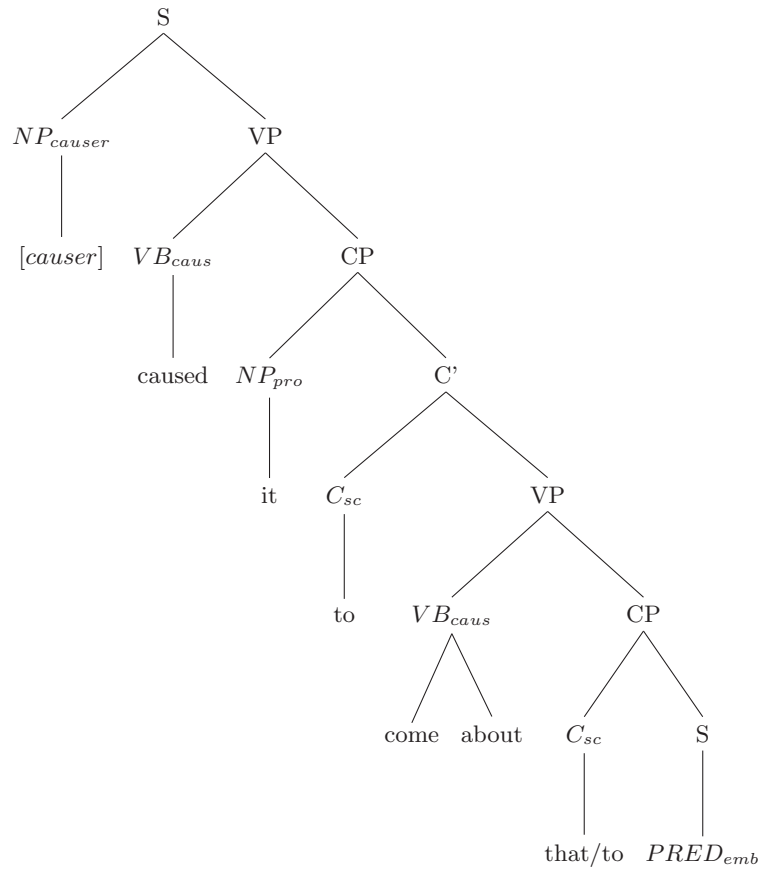 S
NP_causer VP
[causer] VB_caus CP
caused NP_pro C'
it C_sc VP
to VB_caus CP
come about C_sc S
that/to PRED_emb